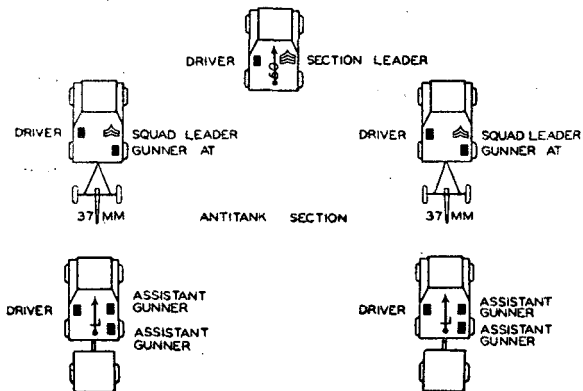 DRIVER .60 SECTION LEADER
DRIVER SQUAD LEADER
GUNNER AT
DRIVER SQUAD LEADER
GUNNER AT
37 MM ANTITANK SECTION 37 MM
DRIVER ASSISTANT
GUNNER
ASSISTANT
GUNNER
DRIVER ASSISTANT
GUNNER
ASSISTANT
GUNNER